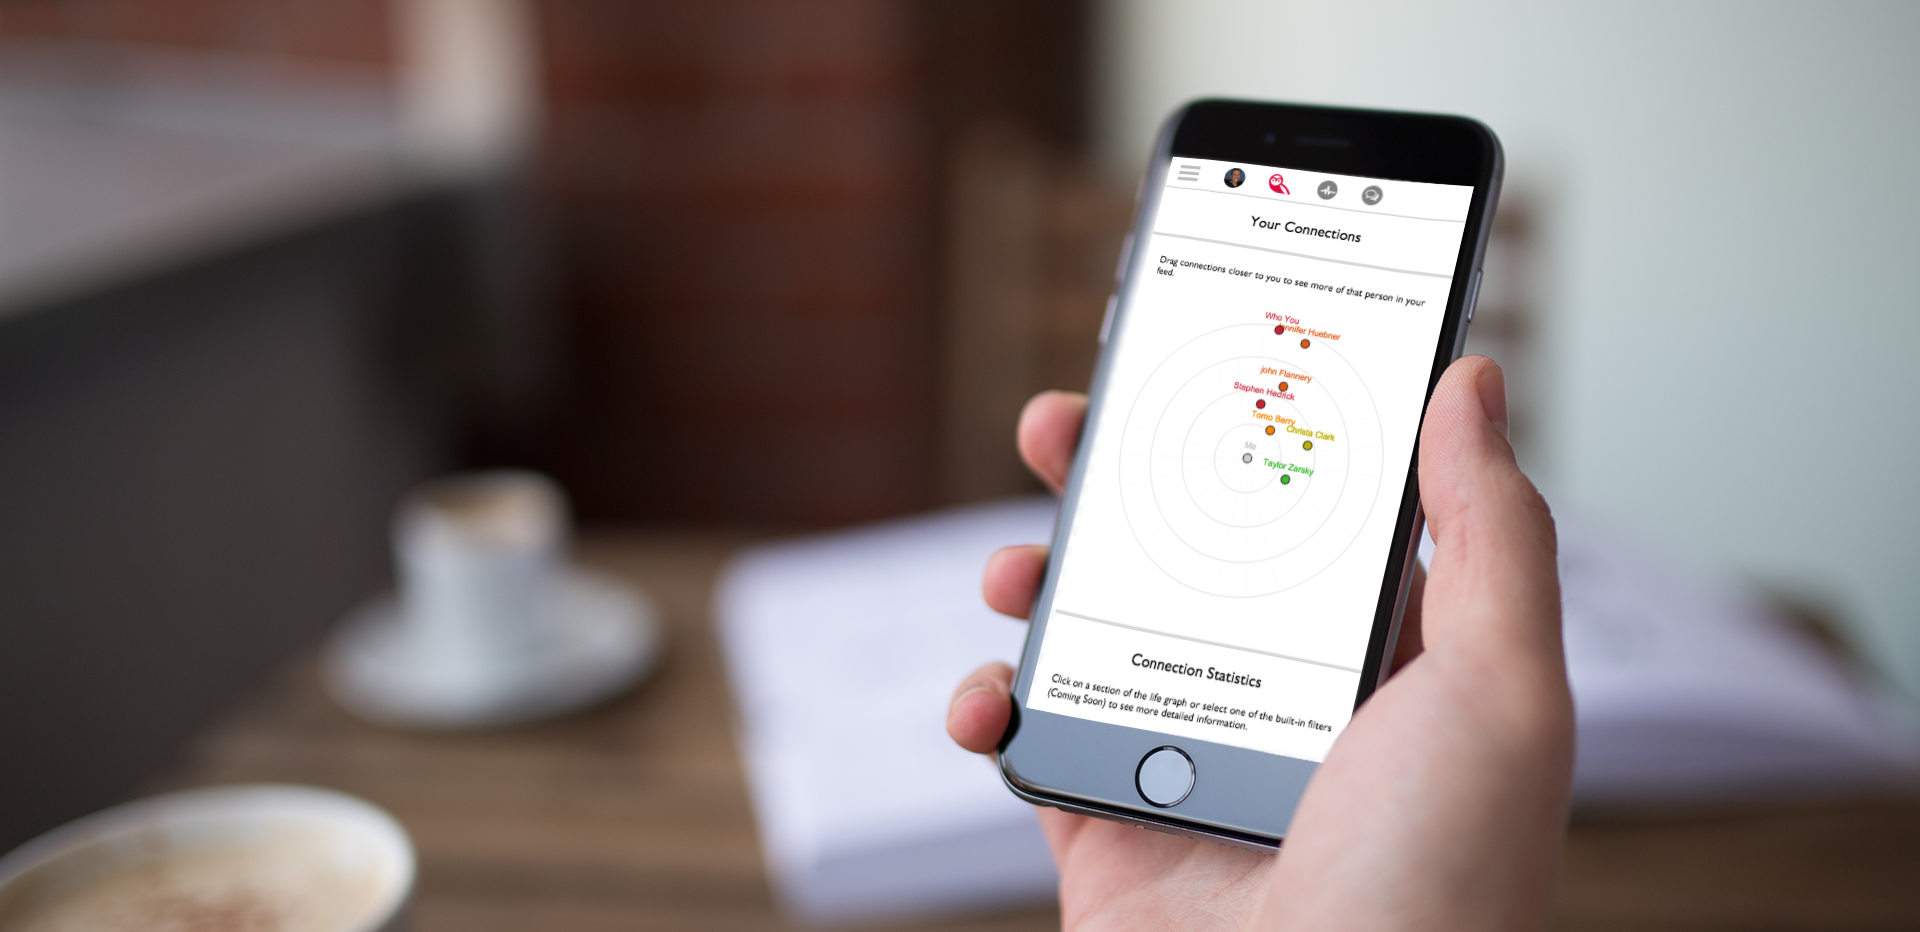 Your Connections
Drag connections closer to you to see more of that person in your
feed.
Who You
Jennifer Huebner
john Flannery
Stephen Hedrick
Tomo Berry
Christa Clark
Me
Taylor Zarsky
Connection Statistics
Click on a section of the life graph or select one of the built-in filters
(Coming Soon) to see more detailed information.